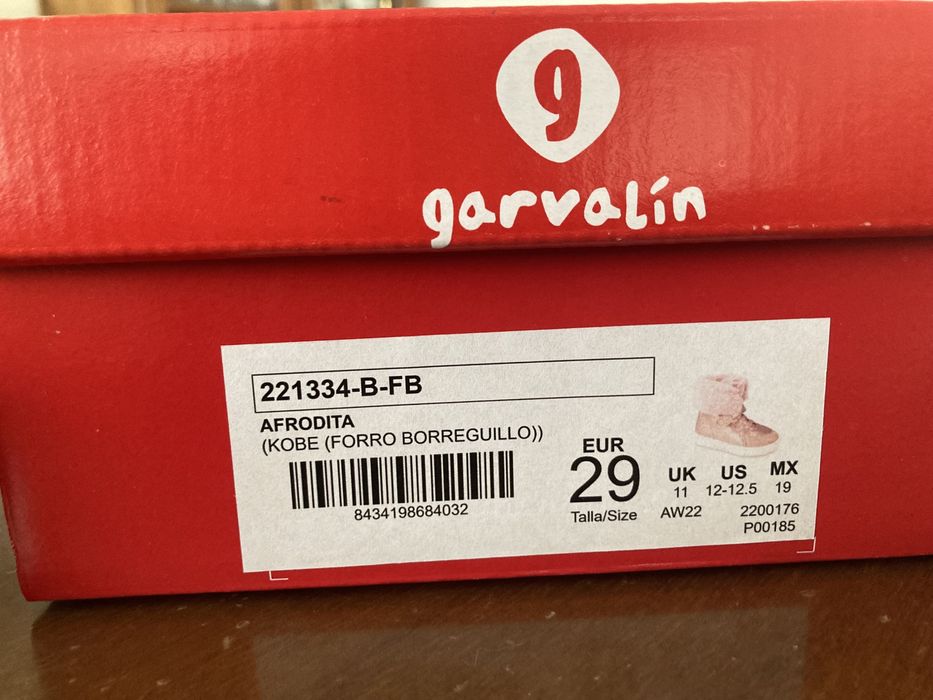 g
garvalín
221334-B-FB
AFRODITA
(KOBE (FORRO BORREGUILLO))
8434198684032
EUR
29
Talla/Size
UK US MX
11 12-12.5 19
AW22 2200176
P00185